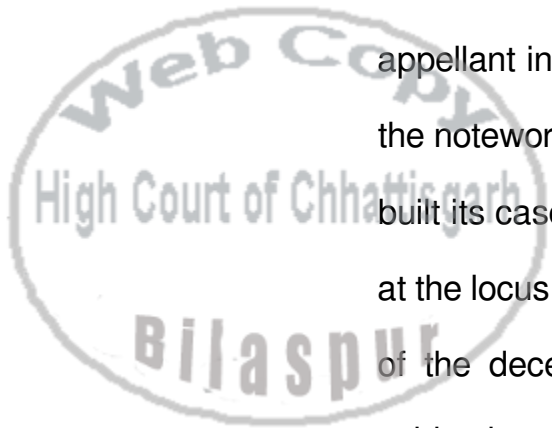 Web Copy
appellant in
the notewor
High Court of Chhattisgarh
built its case
at the locus
Bilaspur
of the dece